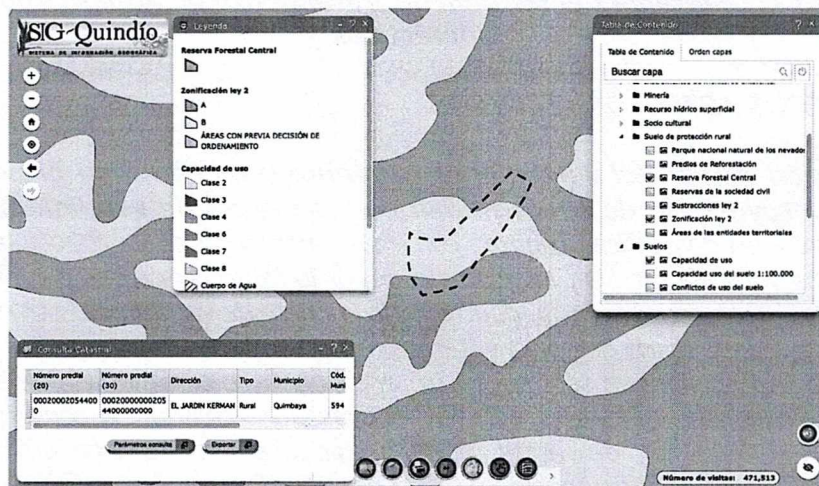 SIG-Quindío
SISTEMA DE INFORMACIÓN GEOGRÁFICA
Leyenda
Reserva Forestal Central
Zonificación ley 2
A
B
ÁREAS CON PREVIA DECISIÓN DE
ORDENAMIENTO
Capacidad de uso
Clase 2
Clase 3
Clase 4
Clase 6
Clase 7
Clase 8
Cuerpo de Agua
Tabla de Contenido
Tabla de Contenido Orden capas
Buscar capa
Minería
Recurso hídrico superficial
Socio cultural
Suelo de protección rural
Parque nacional natural de los nevados
Predios de Reforestación
Reserva Forestal Central
Reservas de la sociedad civil
Sustracciones ley 2
Zonificación ley 2
Áreas de las entidades territoriales
Suelos
Capacidad de uso
Capacidad uso del suelo 1:100.000
Conflictos de uso del suelo
Consulta Catastral
Número predial (20) Número predial (30) Dirección Tipo Municipio Cód. Muni
00020002054400
0
000200000000205
44000000000
EL JARDIN KERMAN Rural Quimbaya 594
Parámetros consulta Exportar
Número de visitas: 471,513